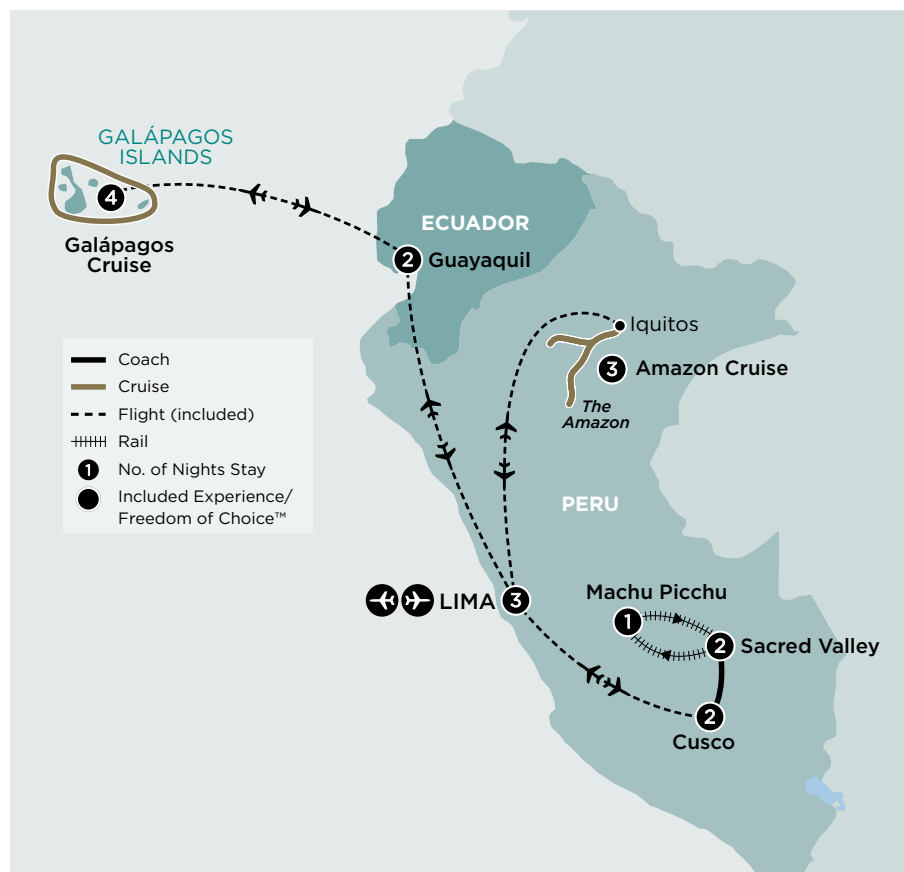 GALÁPAGOS
ISLANDS
4
Galápagos
Cruise
ECUADOR
2 Guayaquil
Iquitos
3 Amazon Cruise
The
Amazon
Coach
Cruise
Flight (included)
Rail
1 No. of Nights Stay
Included Experience/
Freedom of Choice™
PERU
LIMA 3
Machu Picchu
1
2 Sacred Valley
2
Cusco